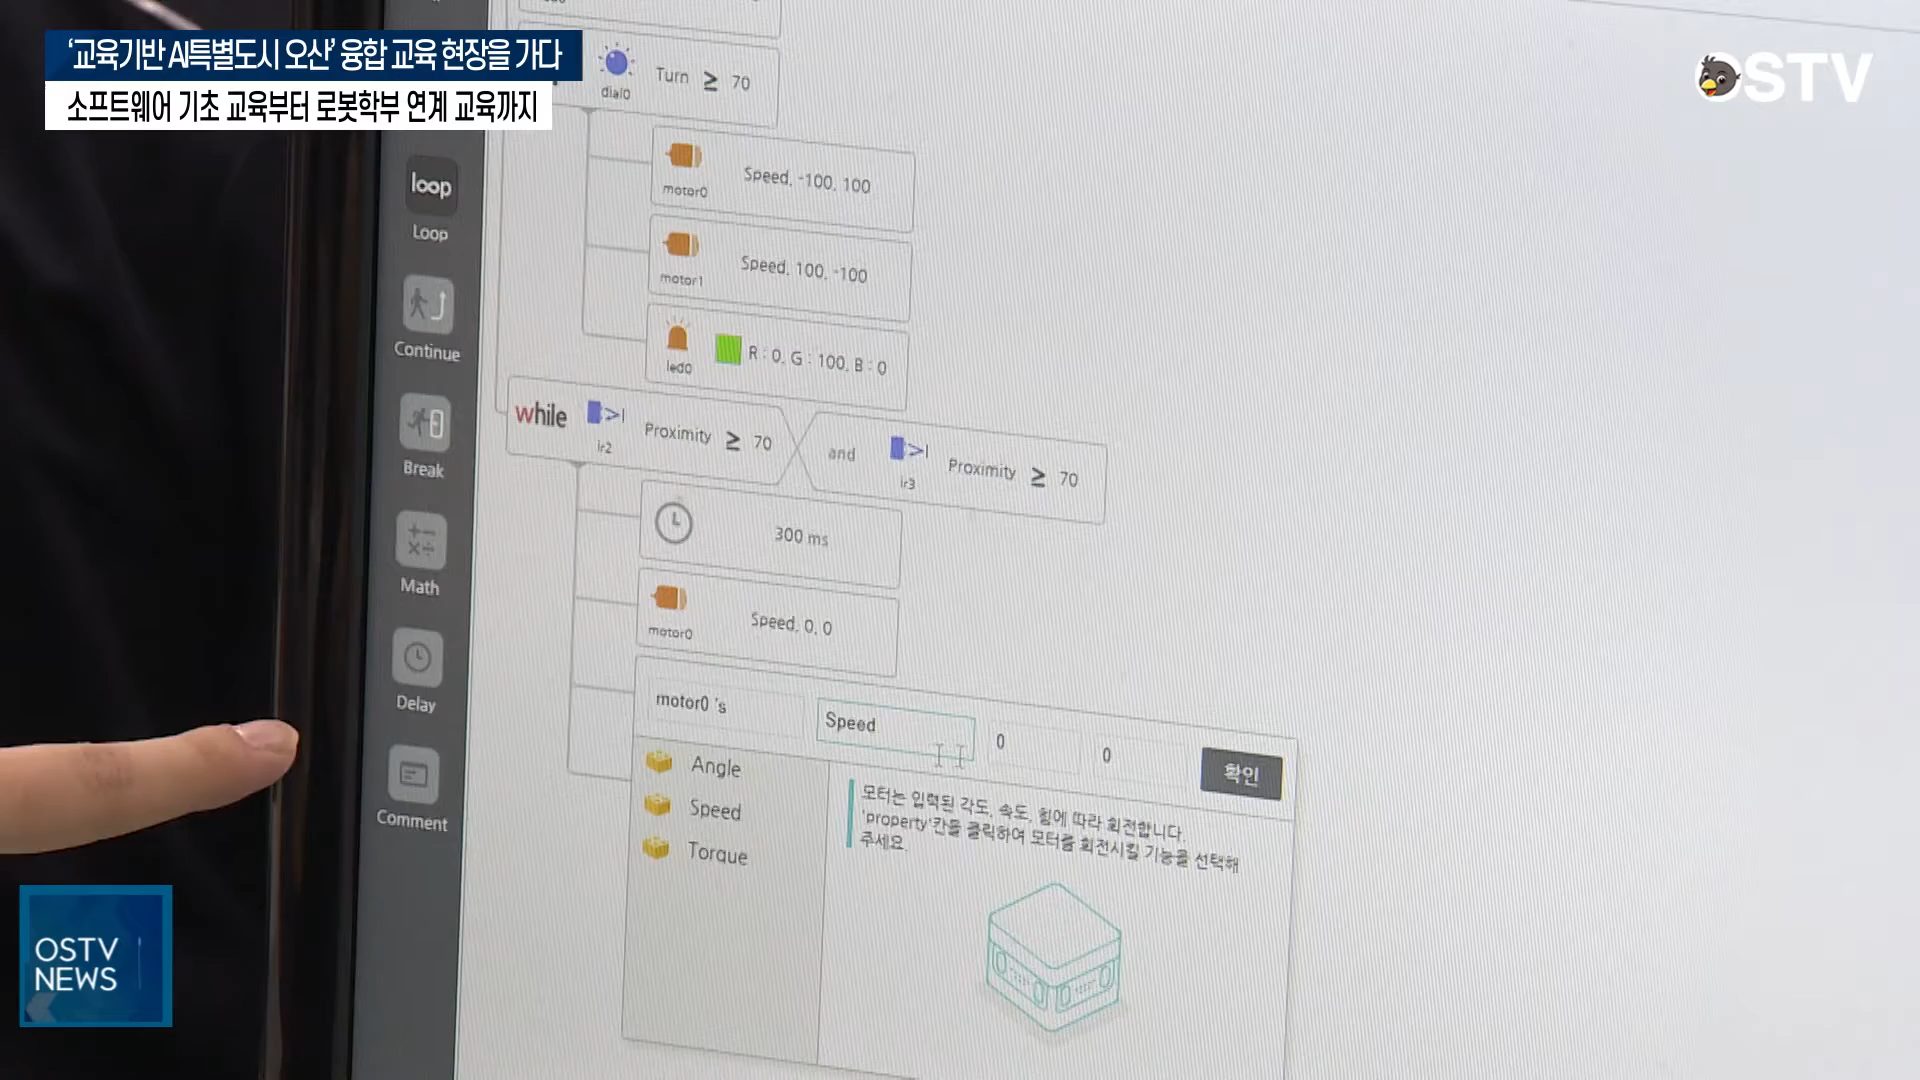 ‘교육기반 AI특별도시 오산’ 융합 교육 현장을 가다
소프트웨어 기초 교육부터 로봇학부 연계 교육까지
OSTV
Turn ≥ 70
dial0
Speed, -100, 100
motor0
Speed, 100, -100
motor1
R : 0, G : 100, B : 0
led0
while
Proximity ≥ 70
ir2
and
Proximity ≥ 70
ir3
300 ms
Speed, 0, 0
motor0
motor0 's
Speed
0
0
확인
Angle
Speed
Torque
모터는 입력된 각도, 속도, 힘에 따라 회전합니다.
'property'칸을 클릭하여 모터를 회전시킬 기능을 선택해
주세요.
loop
Loop
Continue
Break
Math
Delay
Comment
OSTV
NEWS